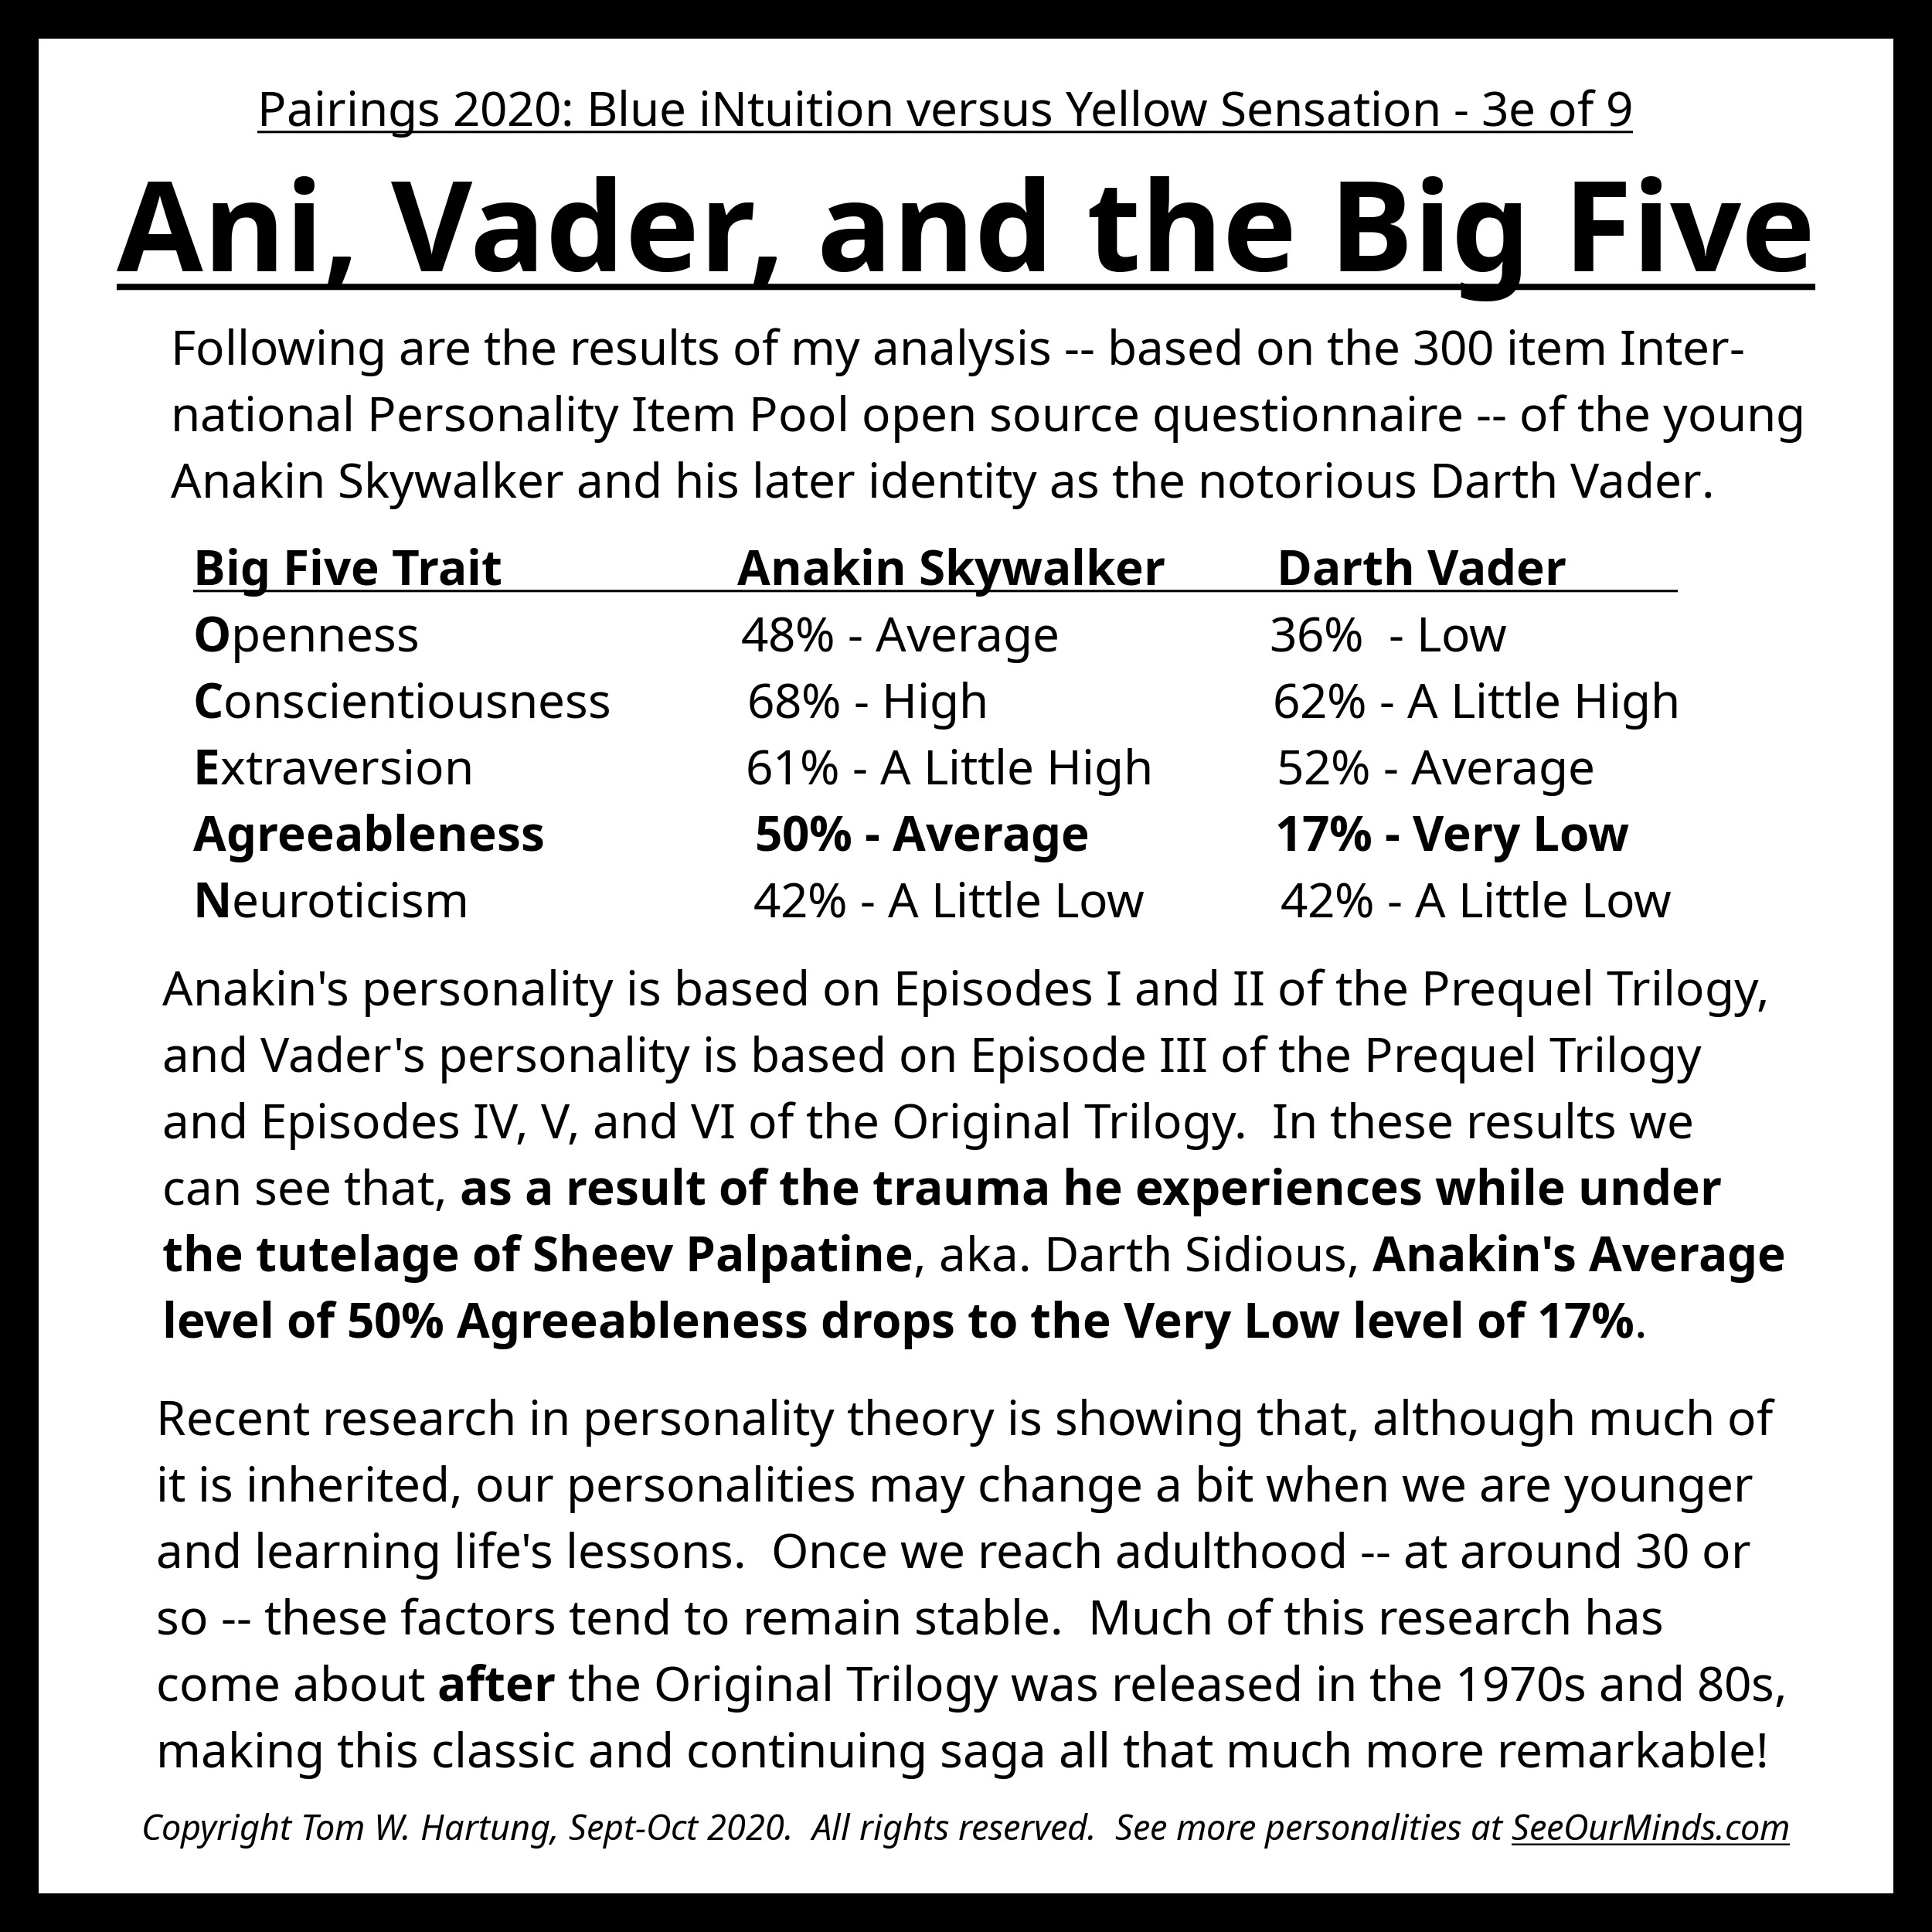 Pairings 2020: Blue iNtuition versus Yellow Sensation - 3e of 9
Ani, Vader, and the Big Five
Following are the results of my analysis -- based on the 300 item Inter-
national Personality Item Pool open source questionnaire -- of the young
Anakin Skywalker and his later identity as the notorious Darth Vader.
Big Five Trait Anakin Skywalker Darth Vader
Openness 48% - Average 36%  - Low
Conscientiousness 68% - High 62% - A Little High
Extraversion 61% - A Little High 52% - Average
Agreeableness 50% - Average 17% - Very Low
Neuroticism 42% - A Little Low 42% - A Little Low
Anakin's personality is based on Episodes I and II of the Prequel Trilogy,
and Vader's personality is based on Episode III of the Prequel Trilogy
and Episodes IV, V, and VI of the Original Trilogy.  In these results we
can see that, as a result of the trauma he experiences while under
the tutelage of Sheev Palpatine, aka. Darth Sidious, Anakin's Average
level of 50% Agreeableness drops to the Very Low level of 17%.
Recent research in personality theory is showing that, although much of
it is inherited, our personalities may change a bit when we are younger
and learning life's lessons.  Once we reach adulthood -- at around 30 or
so -- these factors tend to remain stable.  Much of this research has
come about after the Original Trilogy was released in the 1970s and 80s,
making this classic and continuing saga all that much more remarkable!
Copyright Tom W. Hartung, Sept-Oct 2020.  All rights reserved.  See more personalities at SeeOurMinds.com